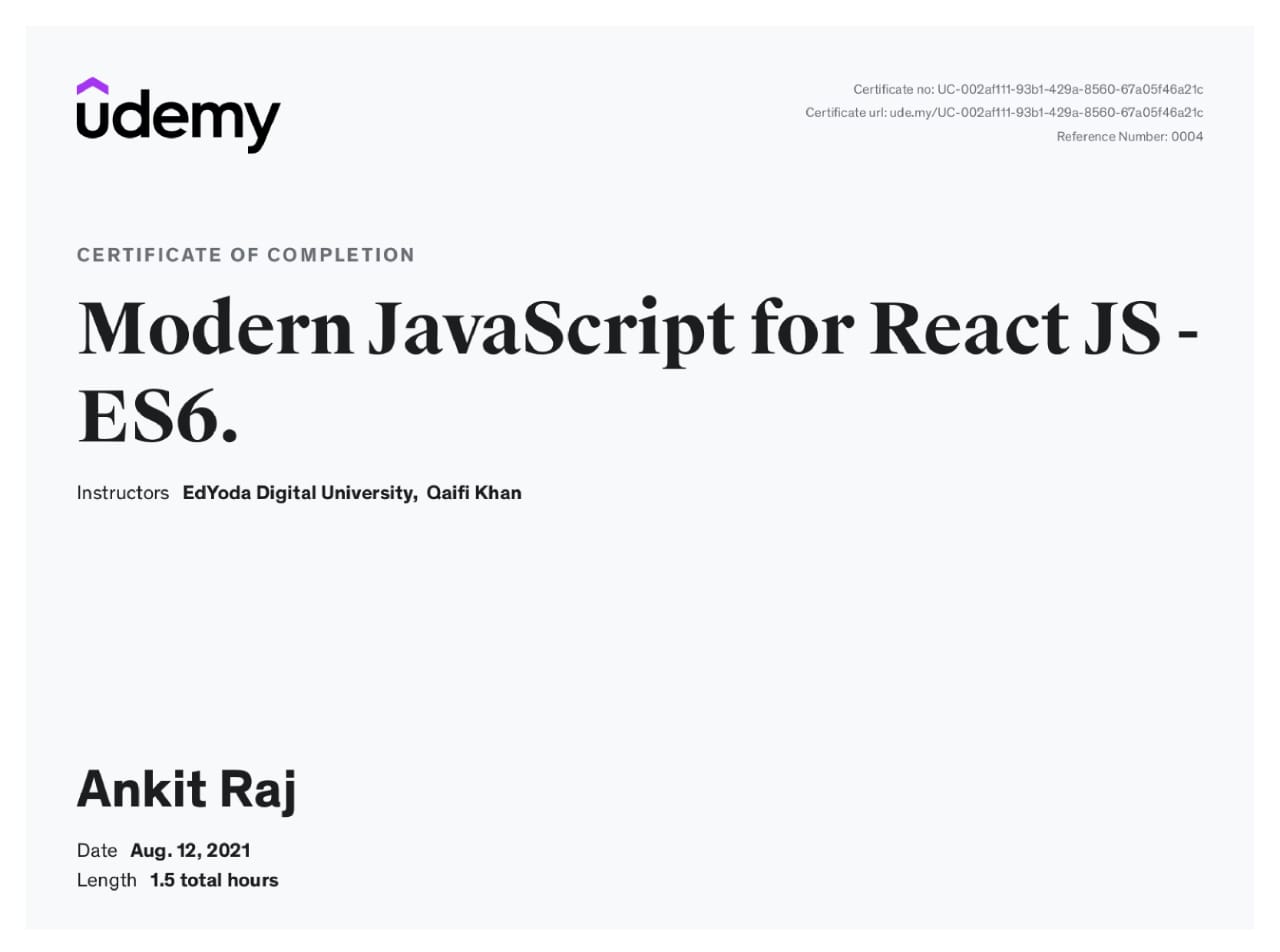 udemy
Certificate no: UC-002af111-93b1-429a-8560-67a05f46a21c
Certificate url: ude.my/UC-002af111-93b1-429a-8560-67a05f46a21c
Reference Number: 0004
CERTIFICATE OF COMPLETION
Modern JavaScript for React JS -
ES6.
Instructors EdYoda Digital University, Qaifi Khan
Ankit Raj
Date Aug. 12, 2021
Length 1.5 total hours